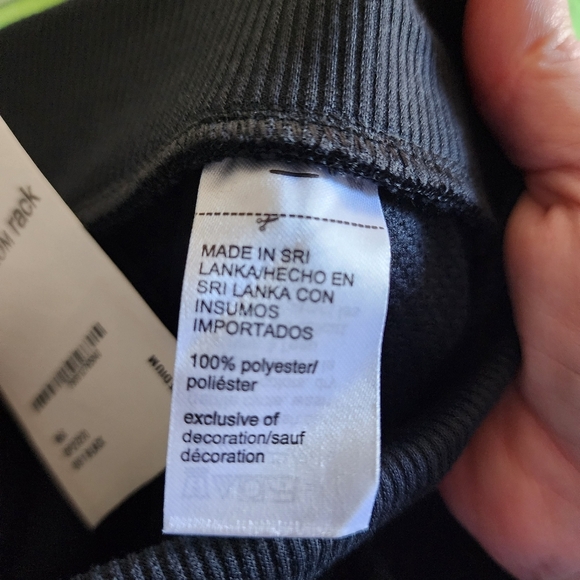 MADE IN SRI
LANKA/HECHO EN
SRI LANKA CON
INSUMOS
IMPORTADOS
100% polyester/
poliéster
exclusive of
decoration/sauf
décoration
rack